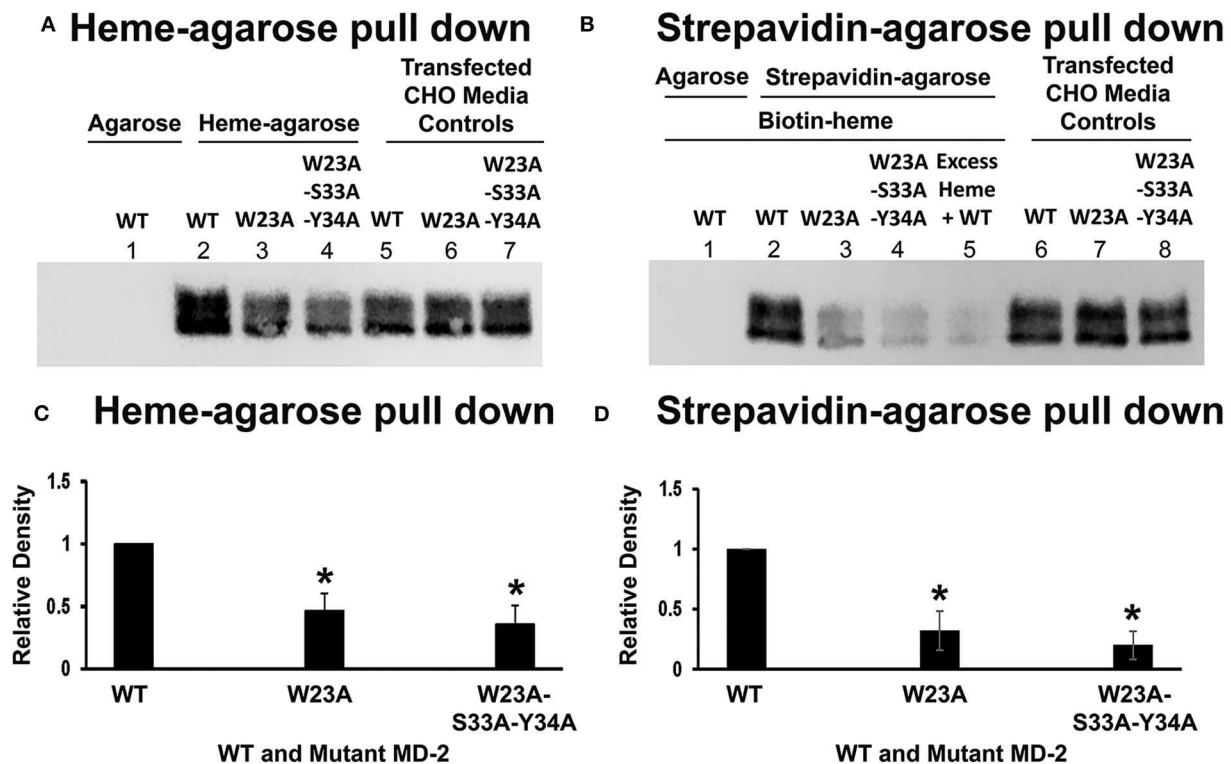 A Heme-agarose pull down
Agarose
Heme-agarose
Transfected
CHO Media
Controls
WT
WT
W23A
W23A
-S33A
-Y34A
WT
W23A
W23A
-S33A
-Y34A
1 2 3 4 5 6 7
B Strepavidin-agarose pull down
Agarose
Strepavidin-agarose
Biotin-heme
Transfected
CHO Media
Controls
WT
WT
W23A
W23A
-S33A
-Y34A
Excess
Heme
+ WT
WT
W23A
W23A
-S33A
-Y34A
1 2 3 4 5 6 7 8
C Heme-agarose pull down
Relative Density
1.5
1
0.5
0
*
*
WT
W23A
W23A-
S33A-Y34A
WT and Mutant MD-2
D Strepavidin-agarose pull down
Relative Density
1.5
1
0.5
0
*
*
WT
W23A
W23A-
S33A-Y34A
WT and Mutant MD-2